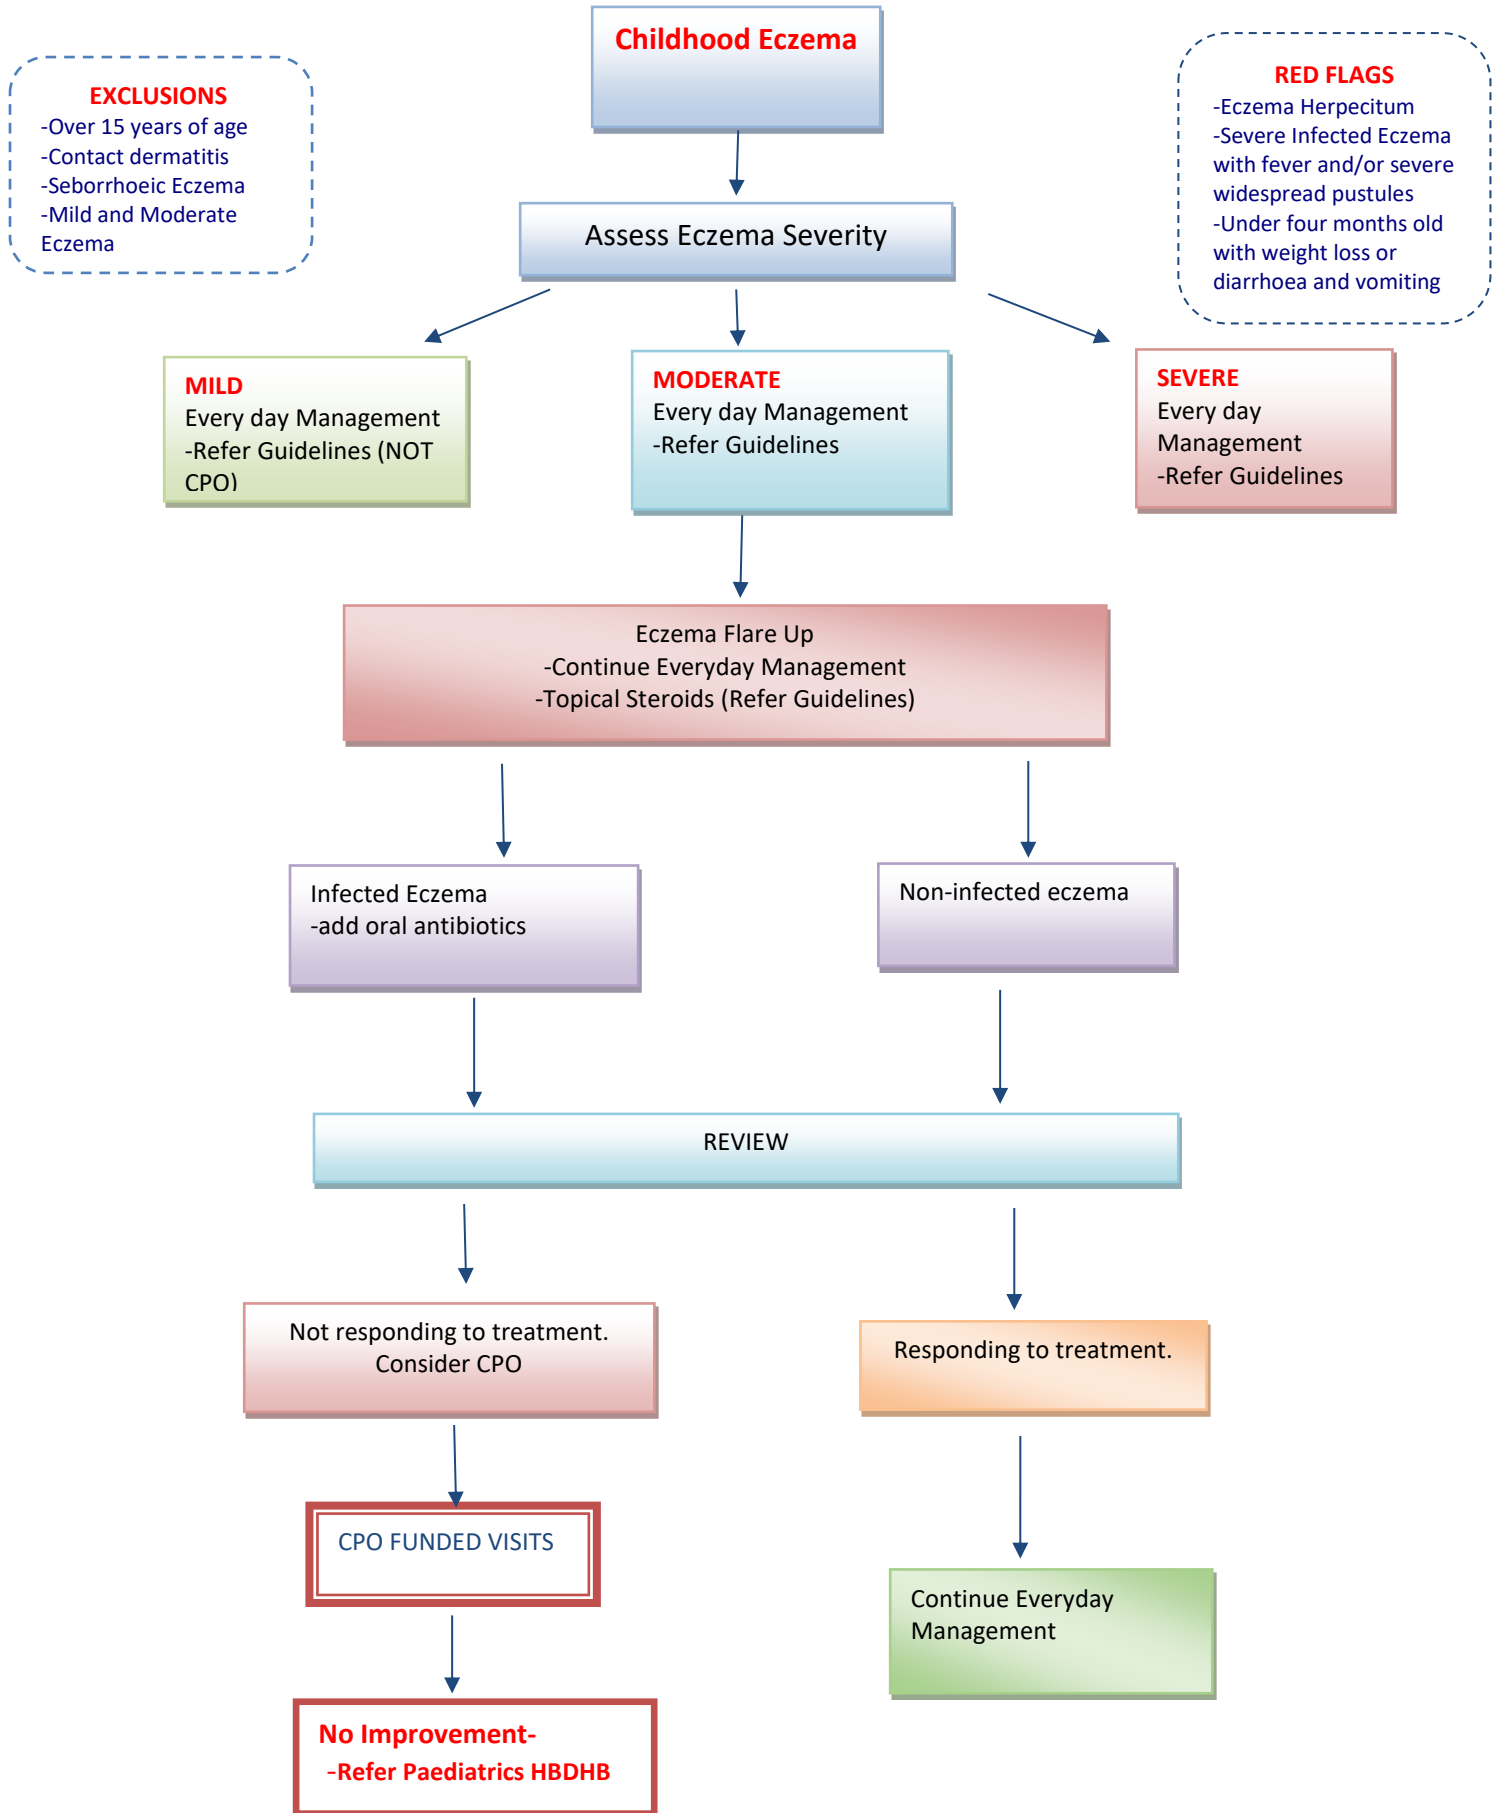 Childhood Eczema
EXCLUSIONS
-Over 15 years of age
-Contact dermatitis
-Seborrhoeic Eczema
-Mild and Moderate
Eczema
RED FLAGS
-Eczema Herpecitum
-Severe Infected Eczema
with fever and/or severe
widespread pustules
-Under four months old
with weight loss or
diarrhoea and vomiting
Assess Eczema Severity
MILD
Every day Management
-Refer Guidelines (NOT
CPO)
MODERATE
Every day Management
-Refer Guidelines
SEVERE
Every day
Management
-Refer Guidelines
Eczema Flare Up
-Continue Everyday Management
-Topical Steroids (Refer Guidelines)
Infected Eczema
-add oral antibiotics
Non-infected eczema
REVIEW
Not responding to treatment.
Consider CPO
Responding to treatment.
CPO FUNDED VISITS
Continue Everyday
Management
No Improvement-
-Refer Paediatrics HBDHB